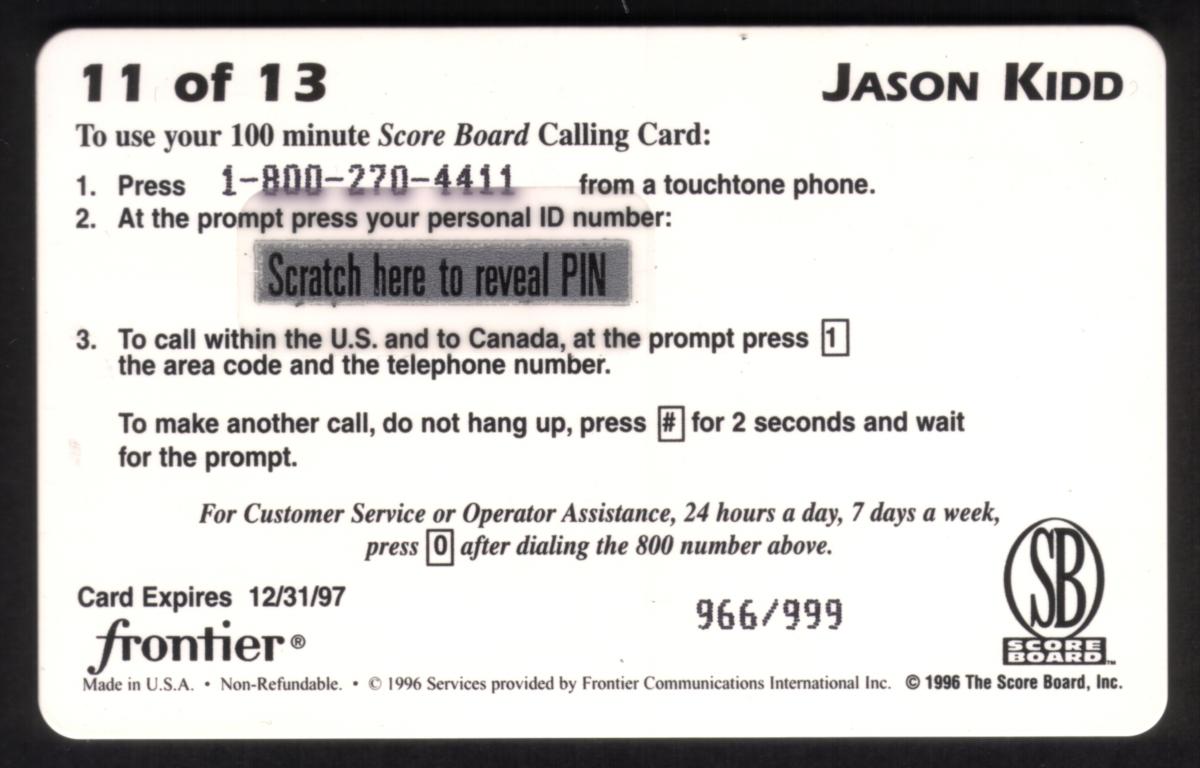 11 of 13
JASON KIDD
To use your 100 minute Score Board Calling Card:
1. Press 1-800-270-4411 from a touchtone phone.
2. At the prompt press your personal ID number:
Scratch here to reveal PIN
3. To call within the U.S. and to Canada, at the prompt press 1
the area code and the telephone number.
To make another call, do not hang up, press # for 2 seconds and wait
for the prompt.
For Customer Service or Operator Assistance, 24 hours a day, 7 days a week,
press 0 after dialing the 800 number above.
Card Expires 12/31/97
966/999
frontier®
SB
SCORE
BOARD™
Made in U.S.A. • Non-Refundable. • © 1996 Services provided by Frontier Communications International Inc. © 1996 The Score Board, Inc.